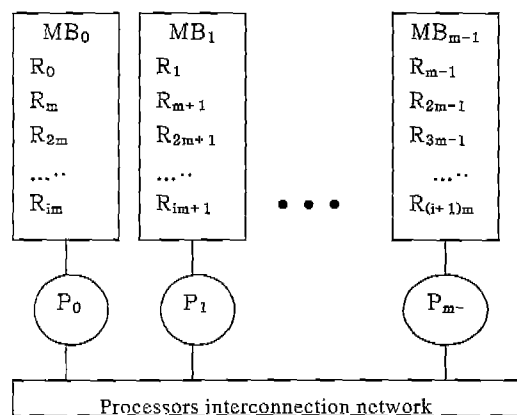 MB₀ MB₁ MBₘ₋₁
R₀ R₁ Rₘ₋₁
Rₘ Rₘ₊₁ R₂ₘ₋₁
R₂ₘ R₂ₘ₊₁ R₃ₘ₋₁
..... ..... .....
Rᵢₘ Rᵢₘ₊₁ • • • R₍ᵢ₊₁₎ₘ
P₀ P₁ Pₘ₋
Processors interconnection network